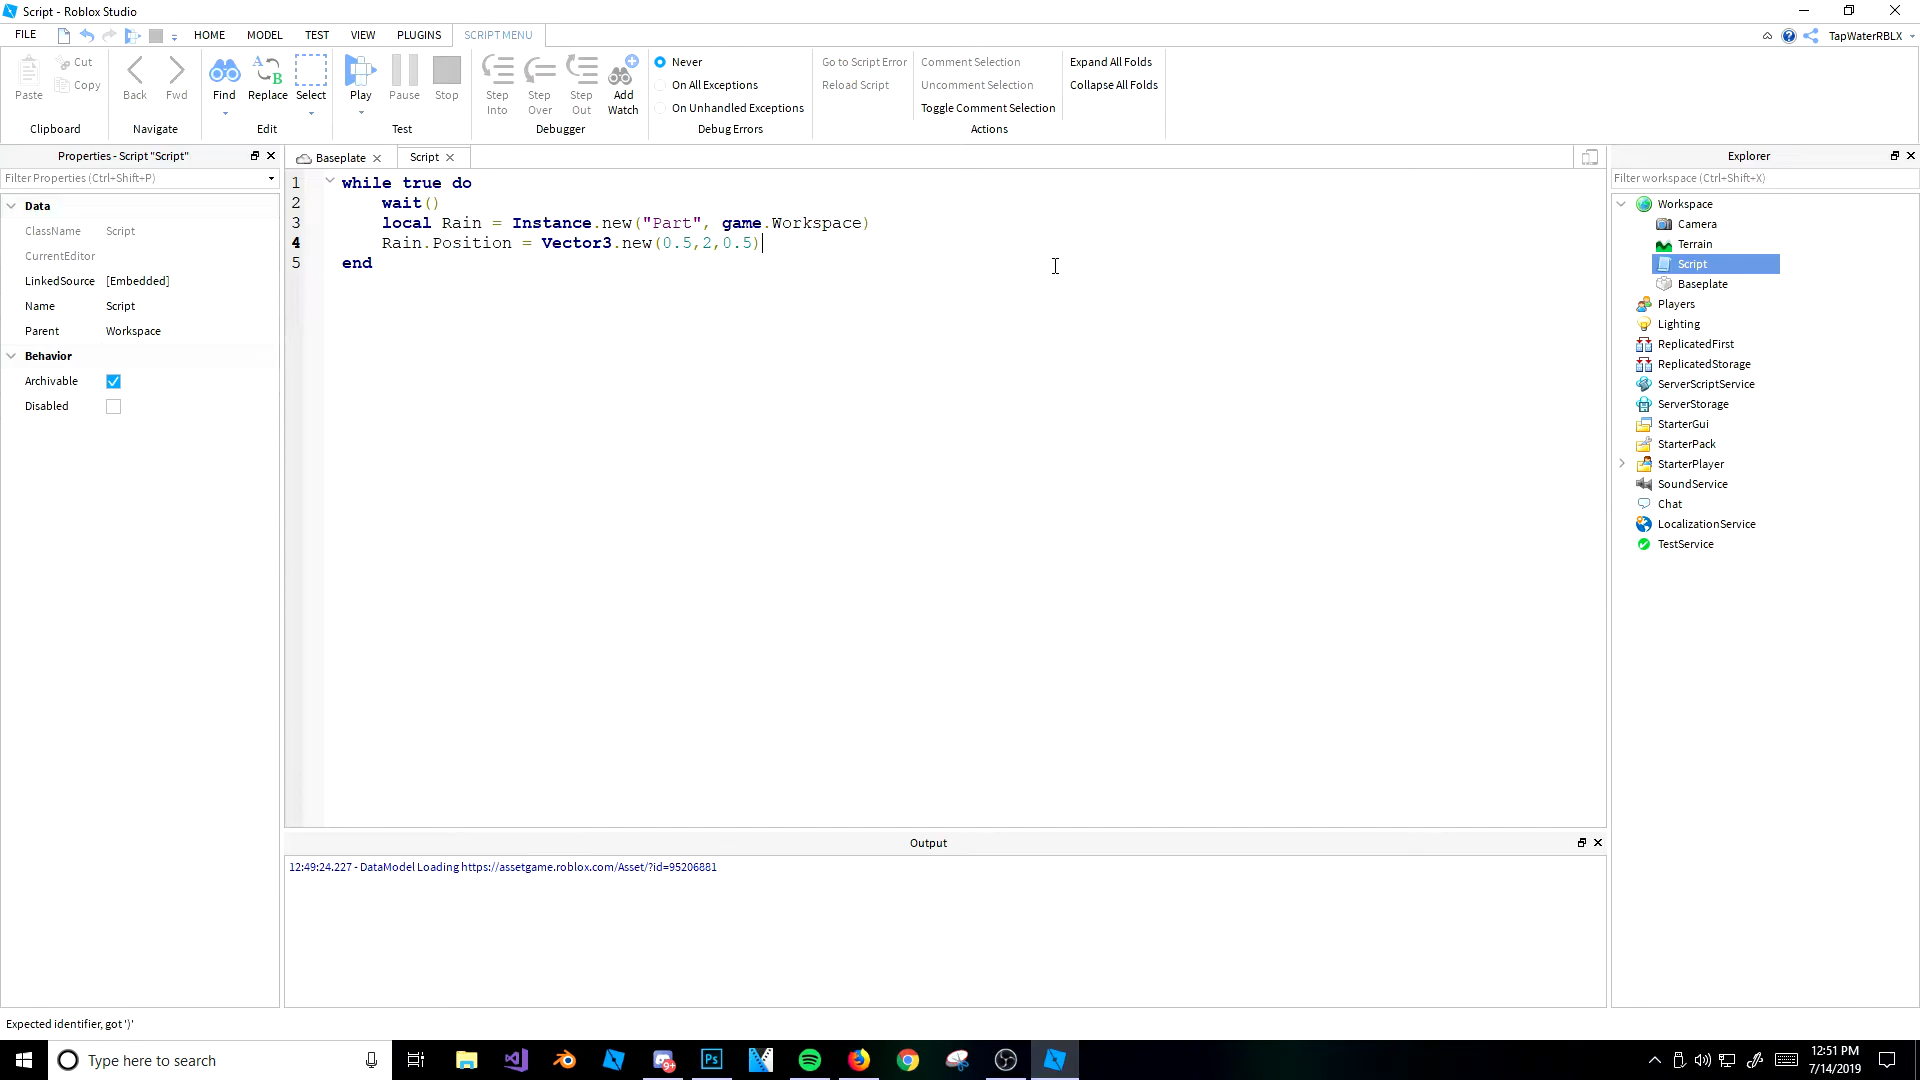 Script - Roblox Studio
FILE HOME MODEL TEST VIEW PLUGINS SCRIPT MENU TapWaterRBLX
Paste Cut Copy
Clipboard
Back Fwd
Navigate
Find Replace Select
Edit
Play Pause Stop
Test
Step Into Step Over Step Out Add Watch
Debugger
Never
On All Exceptions
On Unhandled Exceptions
Debug Errors
Go to Script Error
Reload Script
Comment Selection
Uncomment Selection
Toggle Comment Selection
Actions
Expand All Folds
Collapse All Folds
Properties - Script "Script"
Filter Properties (Ctrl+Shift+P)
Data
ClassName Script
CurrentEditor
LinkedSource [Embedded]
Name Script
Parent Workspace
Behavior
Archivable
Disabled
Baseplate Script
1 while true do
2 wait()
3 local Rain = Instance.new("Part", game.Workspace)
4 Rain.Position = Vector3.new(0.5,2,0.5)
5 end
Output
12:49:24.227 - DataModel Loading https://assetgame.roblox.com/Asset/?id=95206881
Explorer
Filter workspace (Ctrl+Shift+X)
Workspace
Camera
Terrain
Script
Baseplate
Players
Lighting
ReplicatedFirst
ReplicatedStorage
ServerScriptService
ServerStorage
StarterGui
StarterPack
StarterPlayer
SoundService
Chat
LocalizationService
TestService
Expected identifier, got ')'
Type here to search
9+
Ps
12:51 PM
7/14/2019